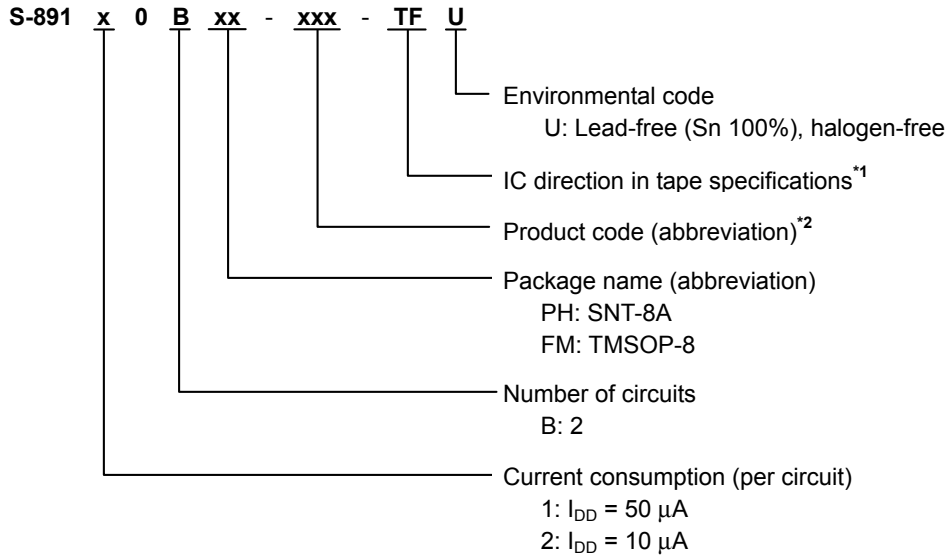 S-891 x 0 B xx - xxx - TF U
Environmental code
U: Lead-free (Sn 100%), halogen-free
IC direction in tape specifications*1
Product code (abbreviation)*2
Package name (abbreviation)
PH: SNT-8A
FM: TMSOP-8
Number of circuits
B: 2
Current consumption (per circuit)
1: IDD = 50 μA
2: IDD = 10 μA